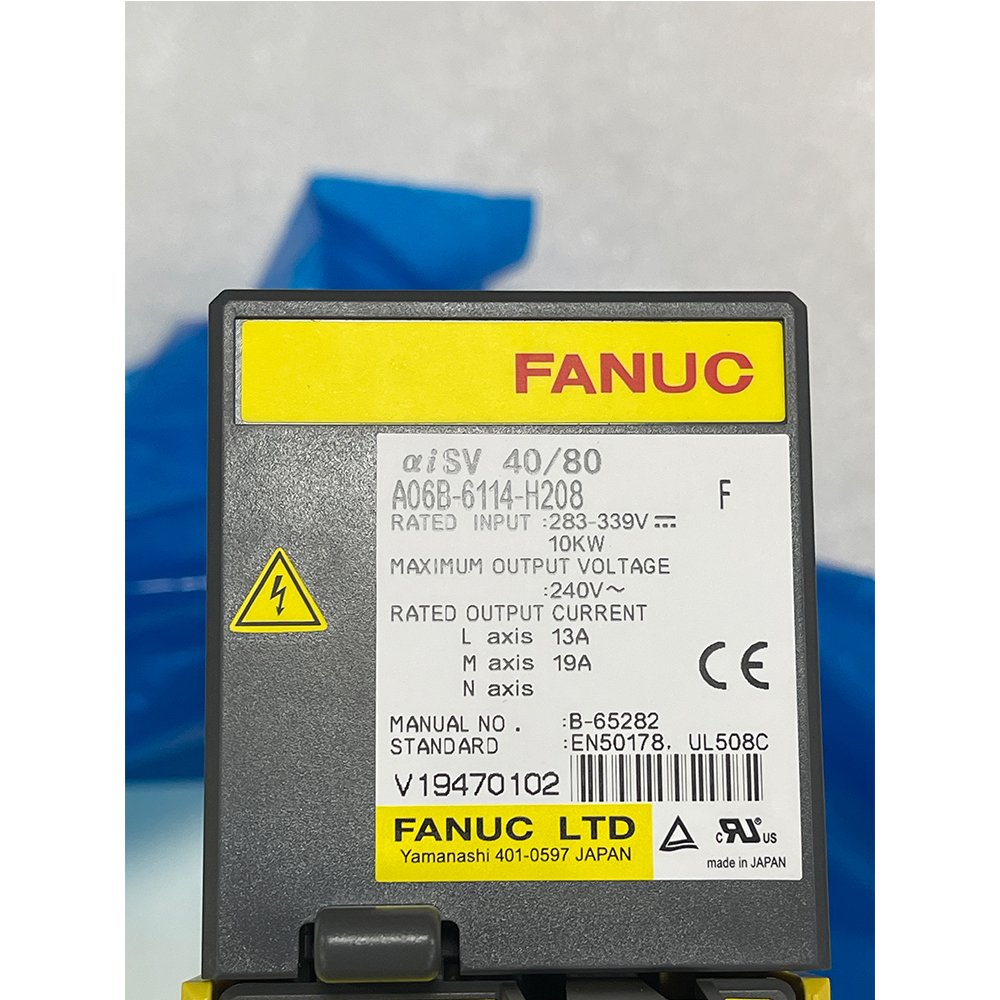 FANUC
αiSV 40/80
A06B-6114-H208 F
RATED INPUT :283-339V⎓
10KW
MAXIMUM OUTPUT VOLTAGE
:240V～
RATED OUTPUT CURRENT
L axis 13A
M axis 19A
N axis
CE
MANUAL NO. :B-65282
STANDARD :EN50178, UL508C
V19470102
FANUC LTD
Yamanashi 401-0597 JAPAN
c RU® US
made in JAPAN